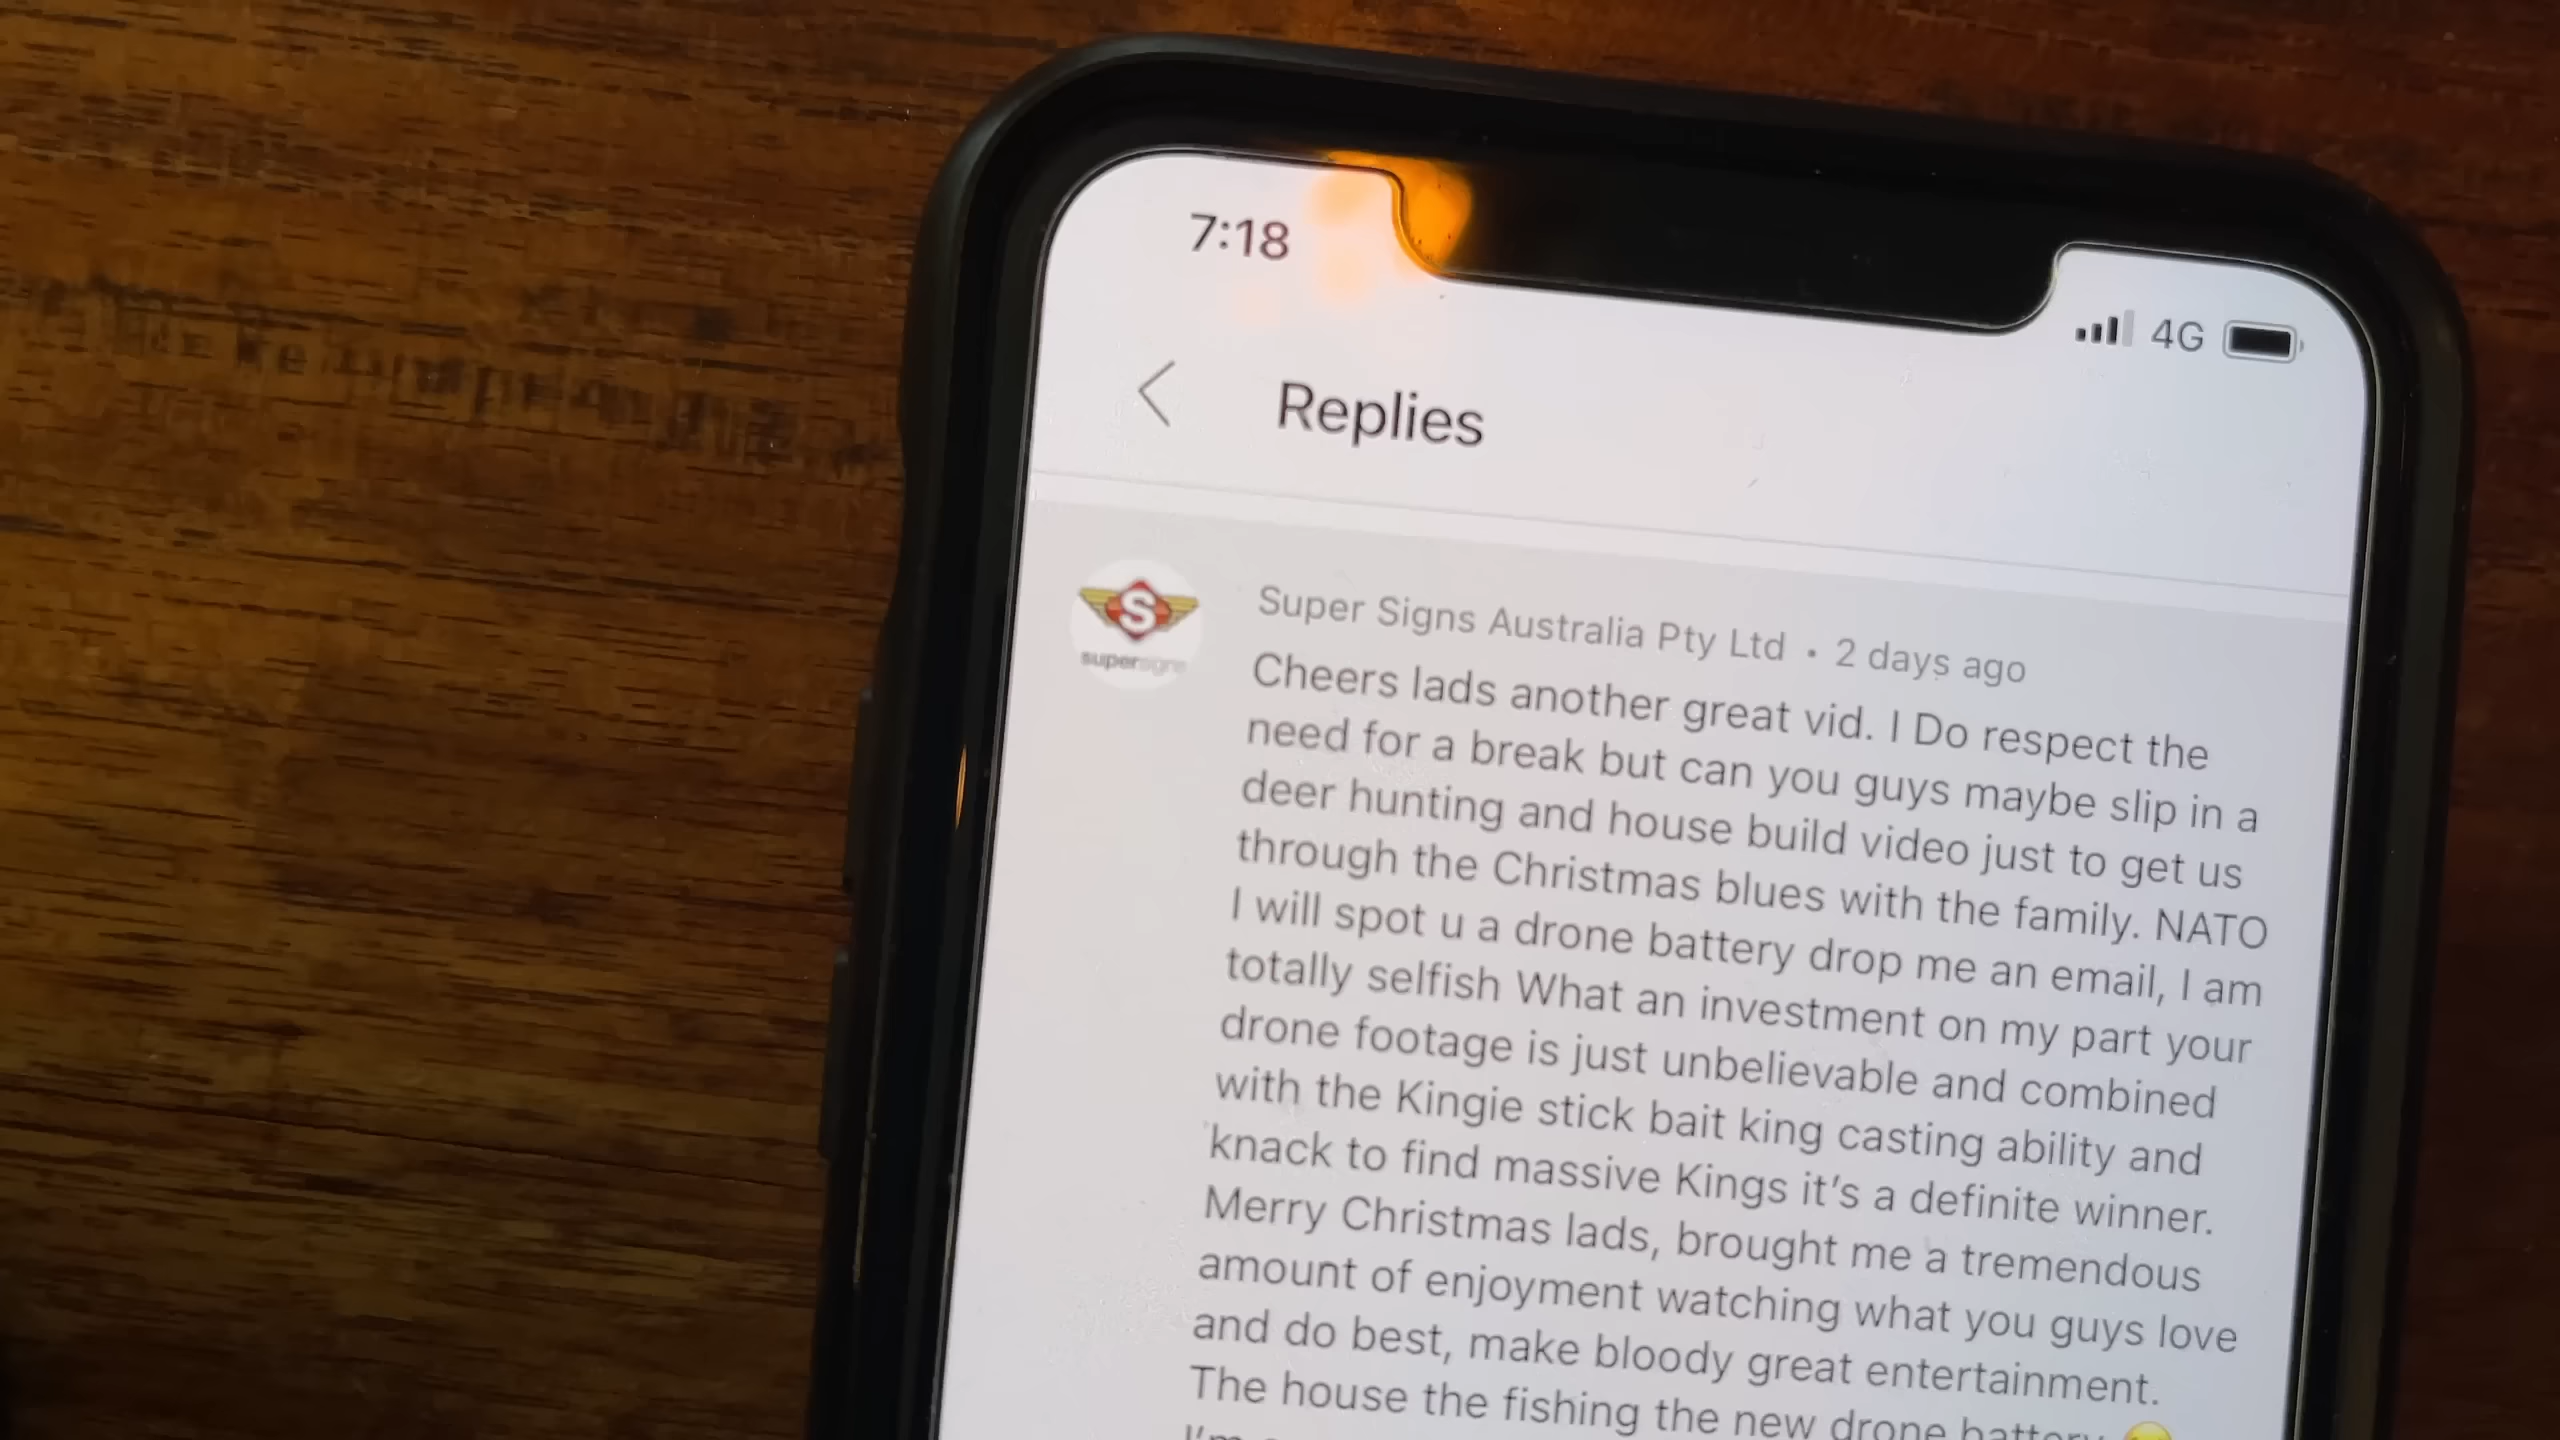 7:18
4G
Replies
supersigns
Super Signs Australia Pty Ltd • 2 days ago
Cheers lads another great vid. I Do respect the
need for a break but can you guys maybe slip in a
deer hunting and house build video just to get us
through the Christmas blues with the family. NATO
I will spot u a drone battery drop me an email, I am
totally selfish What an investment on my part your
drone footage is just unbelievable and combined
with the Kingie stick bait king casting ability and
knack to find massive Kings it's a definite winner.
Merry Christmas lads, brought me a tremendous
amount of enjoyment watching what you guys love
and do best, make bloody great entertainment.
The house the fishing the new drone battery
I'm